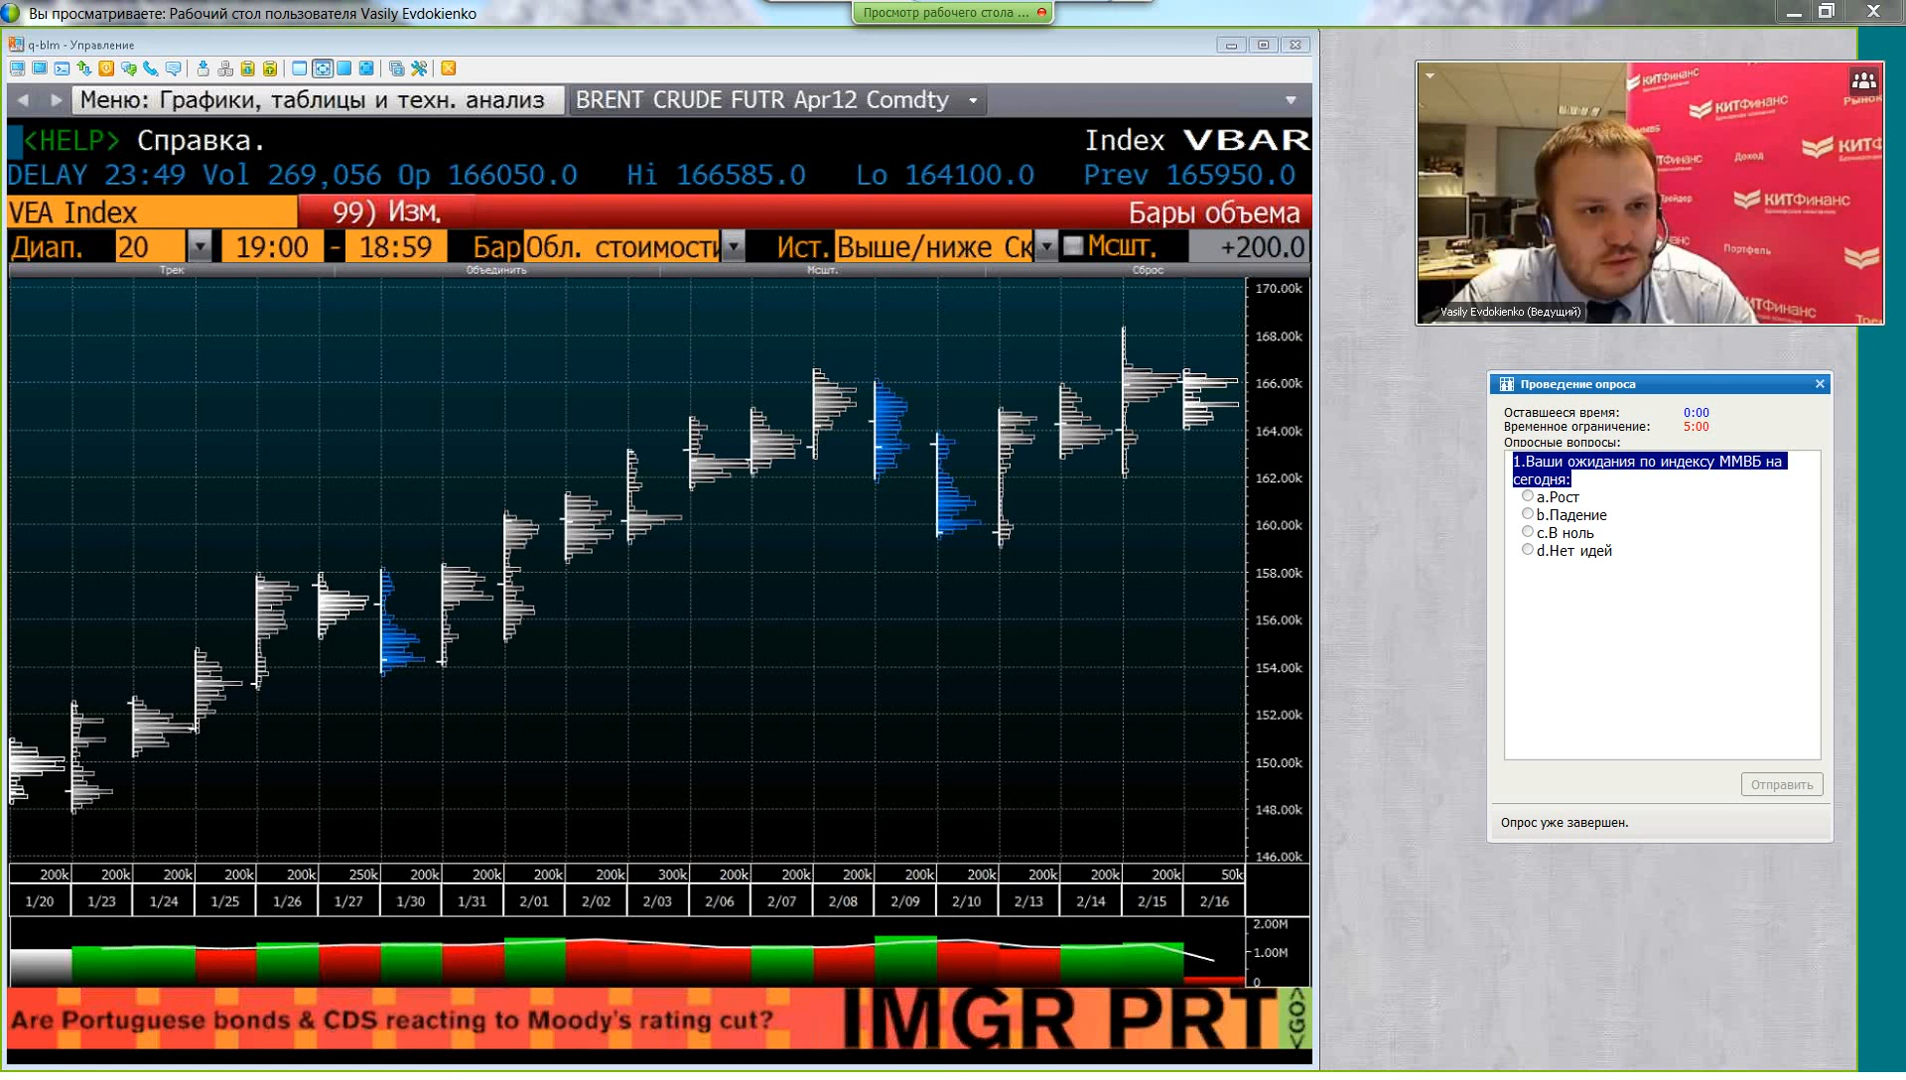 Вы просматриваете: Рабочий стол пользователя Vasily Evdokienko
Просмотр рабочего стола ...
q-blm - Управление
Меню: Графики, таблицы и техн. анализ
BRENT CRUDE FUTR Apr12 Comdty
<HELP> Справка.
Index VBAR
DELAY 23:49 Vol 269,056 Op 166050.0 Hi 166585.0 Lo 164100.0 Prev 165950.0
VEA Index 99) Изм. Бары объема
Диап. 20 19:00 - 18:59 Бар Обл. стоимости Ист. Выше/ниже Ск Мсшт. +200.0
Трек Объединить Мсшт. Сброс
170.00k
168.00k
166.00k
164.00k
162.00k
160.00k
158.00k
156.00k
154.00k
152.00k
150.00k
148.00k
146.00k
200k 200k 200k 200k 200k 250k 200k 200k 200k 200k 300k 200k 200k 200k 200k 200k 200k 200k 200k 50k
1/20 1/23 1/24 1/25 1/26 1/27 1/30 1/31 2/01 2/02 2/03 2/06 2/07 2/08 2/09 2/10 2/13 2/14 2/15 2/16
2.00M
1.00M
0
Are Portuguese bonds & CDS reacting to Moody's rating cut?
IMGR PRT <GO>
КИТФинанс
КИТФинанс
Рынок
ММВБ
Доход
КИТФ
Трейдер
КИТФинанс
Портфель
КИТФинанс
Vasily Evdokienko (Ведущий)
Проведение опроса
Оставшееся время: 0:00
Временное ограничение: 5:00
Опросные вопросы:
1.Ваши ожидания по индексу ММВБ на
сегодня:
a.Рост
b.Падение
c.В ноль
d.Нет идей
Отправить
Опрос уже завершен.